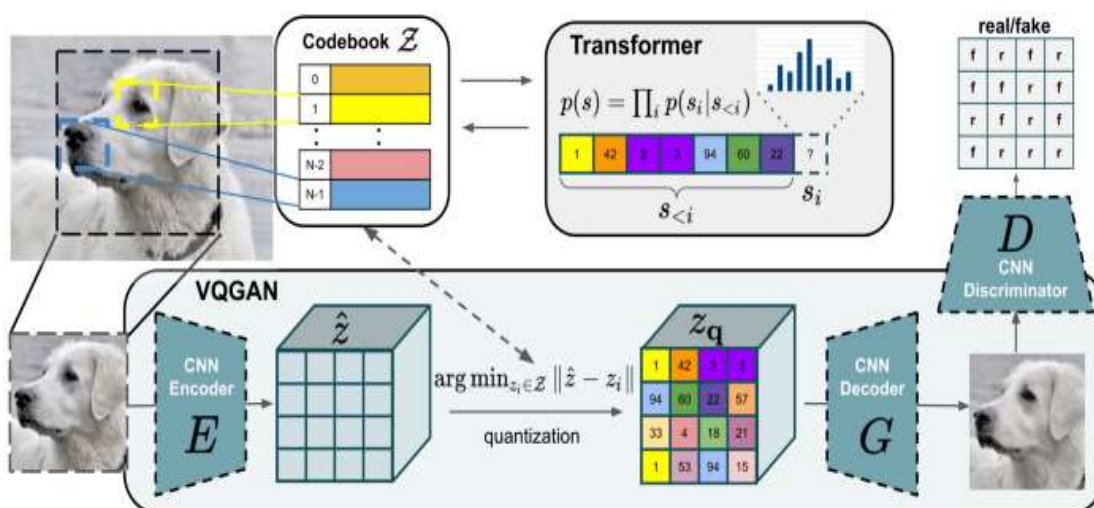 Codebook 𝒵
0
1
N-2
N-1
Transformer
p(s) = ∏ᵢ p(sᵢ|s<ᵢ)
1 42 3 3 94 60 22 ?
s<ᵢ
sᵢ
real/fake
f r f r
f f r r
r f r f
f r r r
D
CNN
Discriminator
VQGAN
CNN
Encoder
E
ẑ
arg min_{zᵢ∈𝒵} ‖ẑ − zᵢ‖
quantization
z_q
1 42 3 3
94 60 22 57
33 4 18 21
1 53 94 15
CNN
Decoder
G